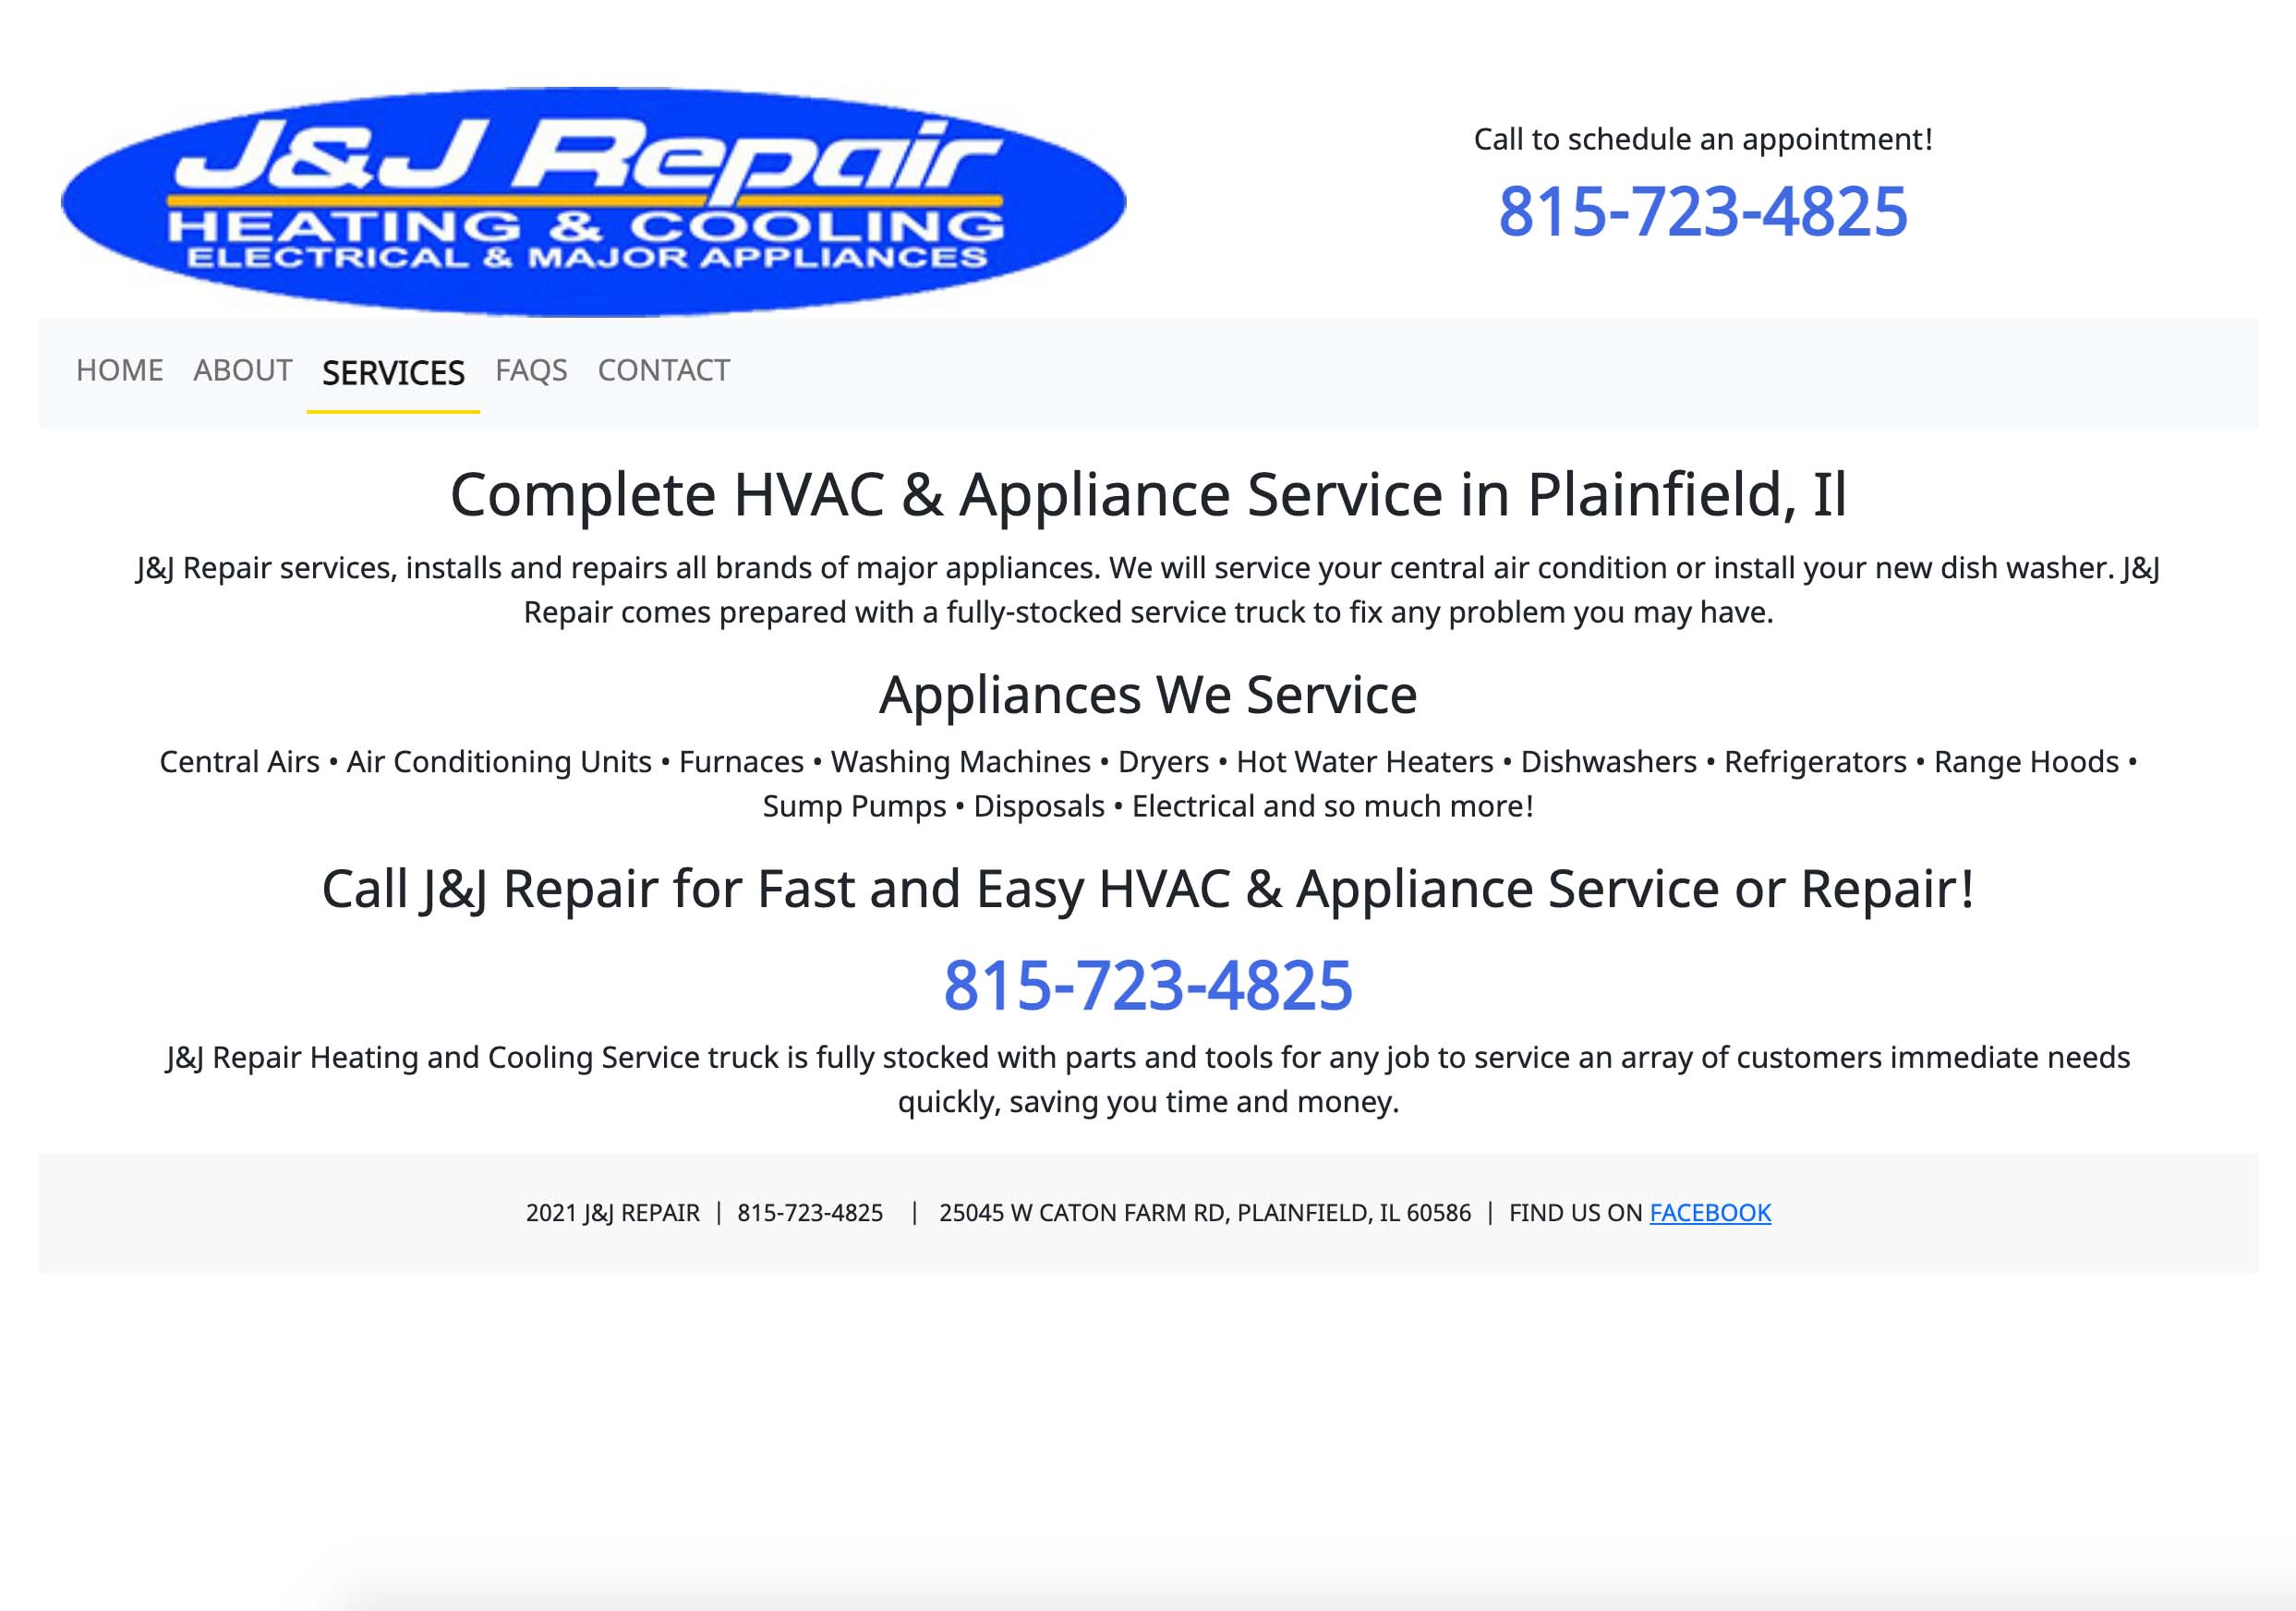 J&J Repair
HEATING & COOLING
ELECTRICAL & MAJOR APPLIANCES
Call to schedule an appointment!
815-723-4825
HOME ABOUT SERVICES FAQS CONTACT
Complete HVAC & Appliance Service in Plainfield, Il
J&J Repair services, installs and repairs all brands of major appliances. We will service your central air condition or install your new dish washer. J&J
Repair comes prepared with a fully-stocked service truck to fix any problem you may have.
Appliances We Service
Central Airs • Air Conditioning Units • Furnaces • Washing Machines • Dryers • Hot Water Heaters • Dishwashers • Refrigerators • Range Hoods •
Sump Pumps • Disposals • Electrical and so much more!
Call J&J Repair for Fast and Easy HVAC & Appliance Service or Repair!
815-723-4825
J&J Repair Heating and Cooling Service truck is fully stocked with parts and tools for any job to service an array of customers immediate needs
quickly, saving you time and money.
2021 J&J REPAIR | 815-723-4825 | 25045 W CATON FARM RD, PLAINFIELD, IL 60586 | FIND US ON FACEBOOK